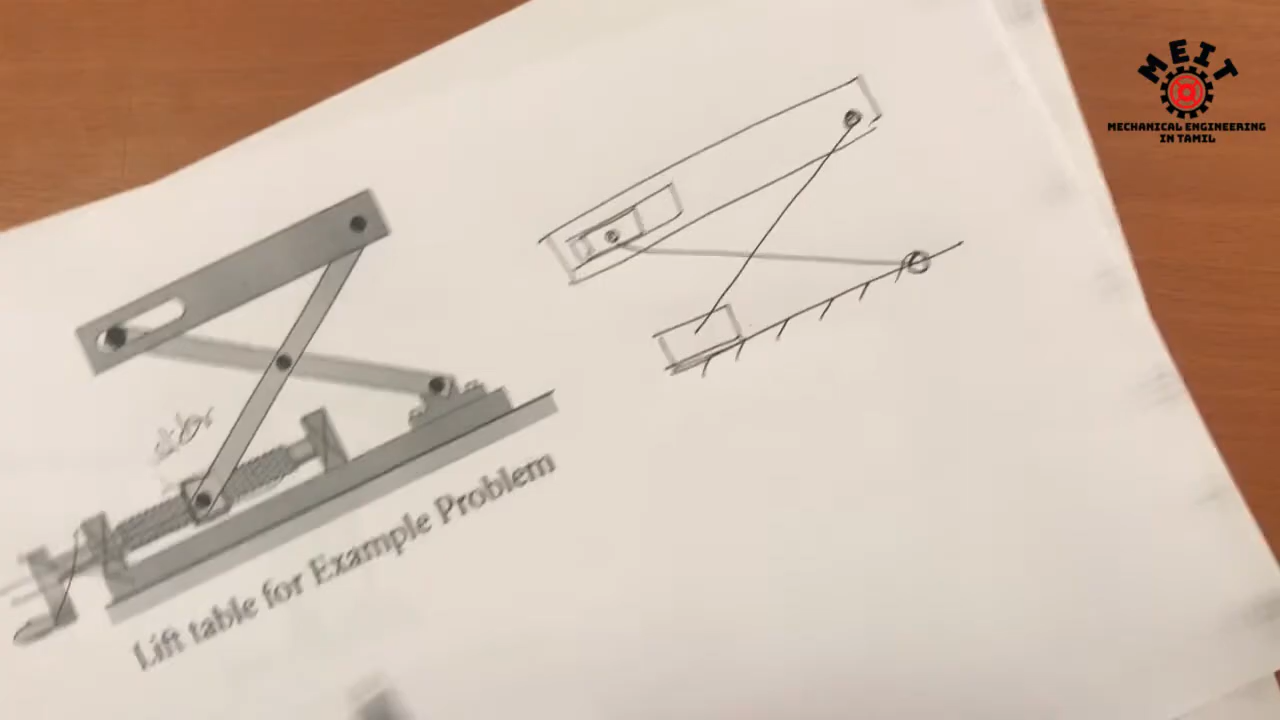 MEIT
MECHANICAL ENGINEERING
IN TAMIL
Lift table for Example Problem